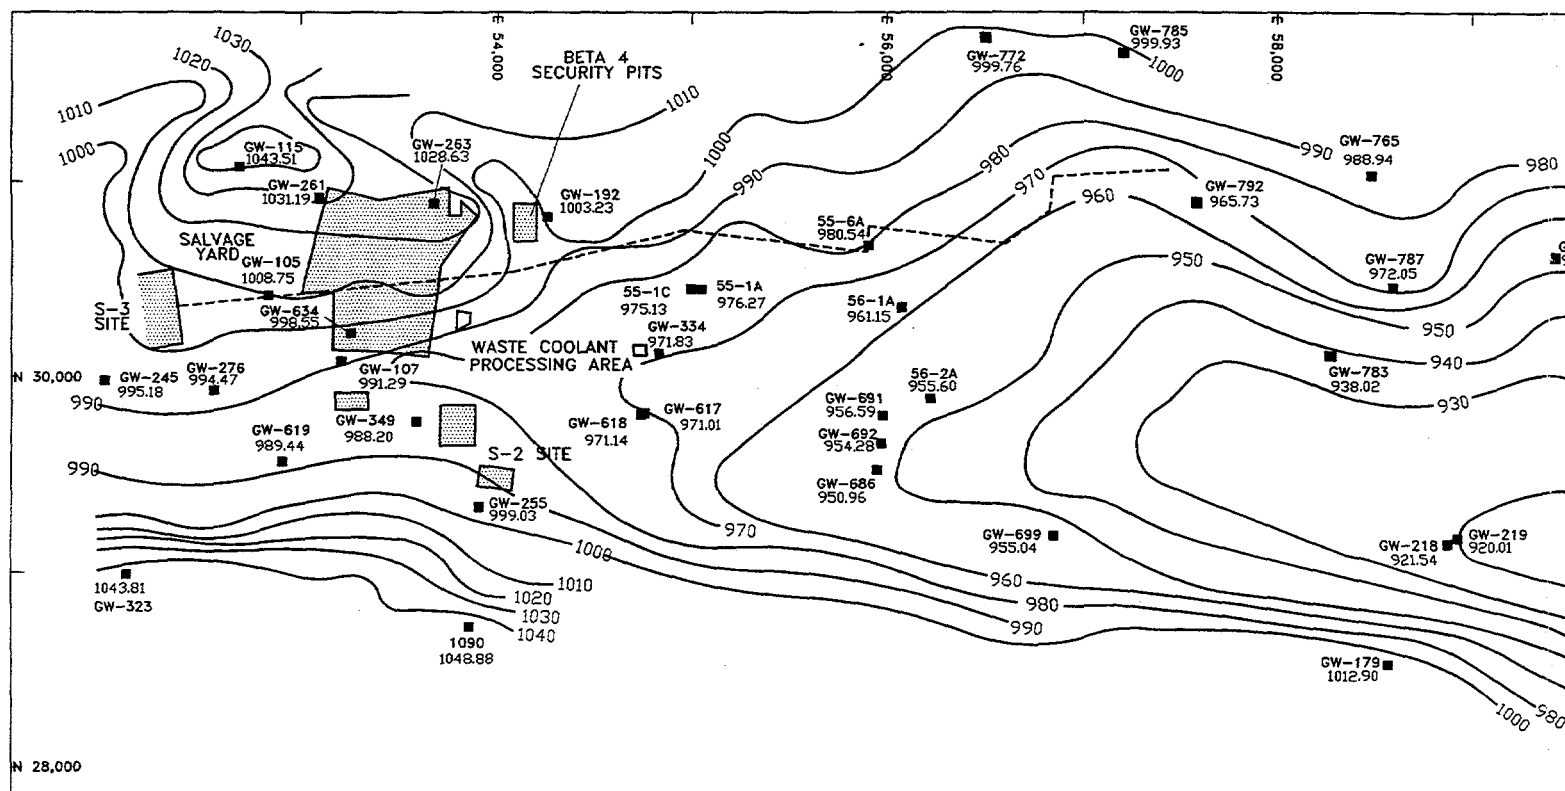 1030
1020
1010
1000
E 54,000
E 56,000
E 58,000
BETA 4
SECURITY PITS
GW-772
999.76
GW-785
999.93
1000
1010
1000
GW-115
1043.51
GW-263
1028.63
GW-261
1031.19
GW-192
1003.23
990
980
970
960
990
980
GW-765
988.94
GW-792
965.73
55-6A
980.54
SALVAGE
YARD
GW-105
1008.75
GW-634
998.55
S-3
SITE
55-1C
975.13
55-1A
976.27
56-1A
961.15
950
GW-787
972.05
950
940
930
GW-334
971.83
WASTE COOLANT
PROCESSING AREA
GW-783
938.02
N 30,000
GW-245
995.18
GW-276
994.47
GW-107
991.29
990
GW-349
988.20
GW-619
989.44
GW-618
971.14
GW-617
971.01
56-2A
955.60
GW-691
956.59
GW-692
954.28
GW-686
950.96
990
S-2 SITE
GW-255
999.03
970
GW-699
955.04
GW-218
921.54
GW-219
920.01
1000
1010
1020
1030
1040
960
980
990
1043.81
GW-323
1090
1048.88
GW-179
1012.90
1000
980
N 28,000